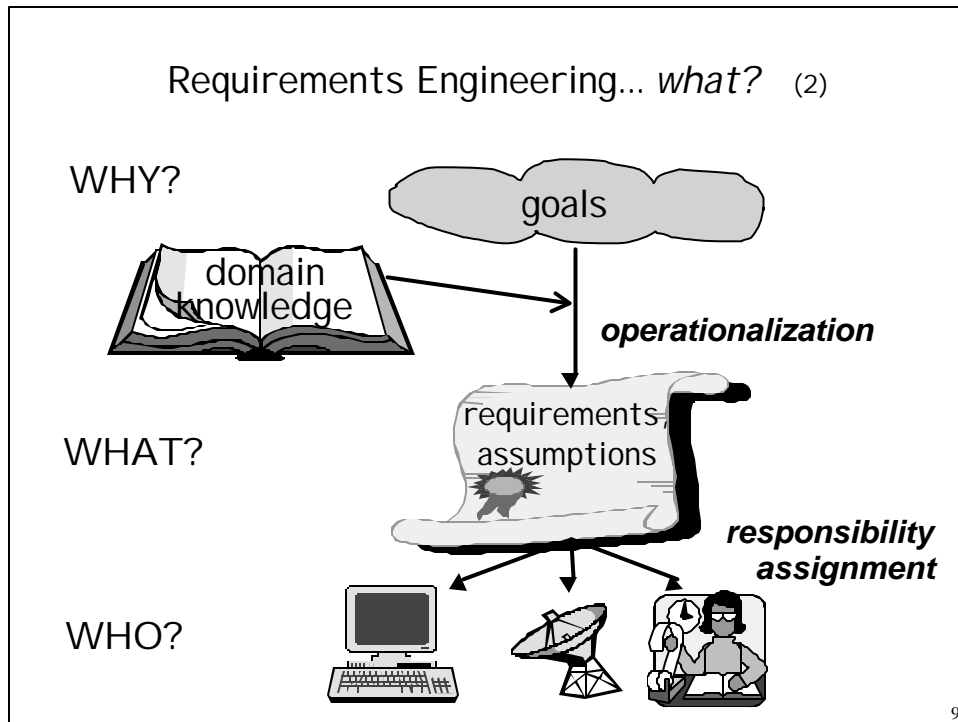 Requirements Engineering... what? (2)
WHY?
goals
domain
knowledge
operationalization
requirements,
assumptions
WHAT?
responsibility
assignment
WHO?
9